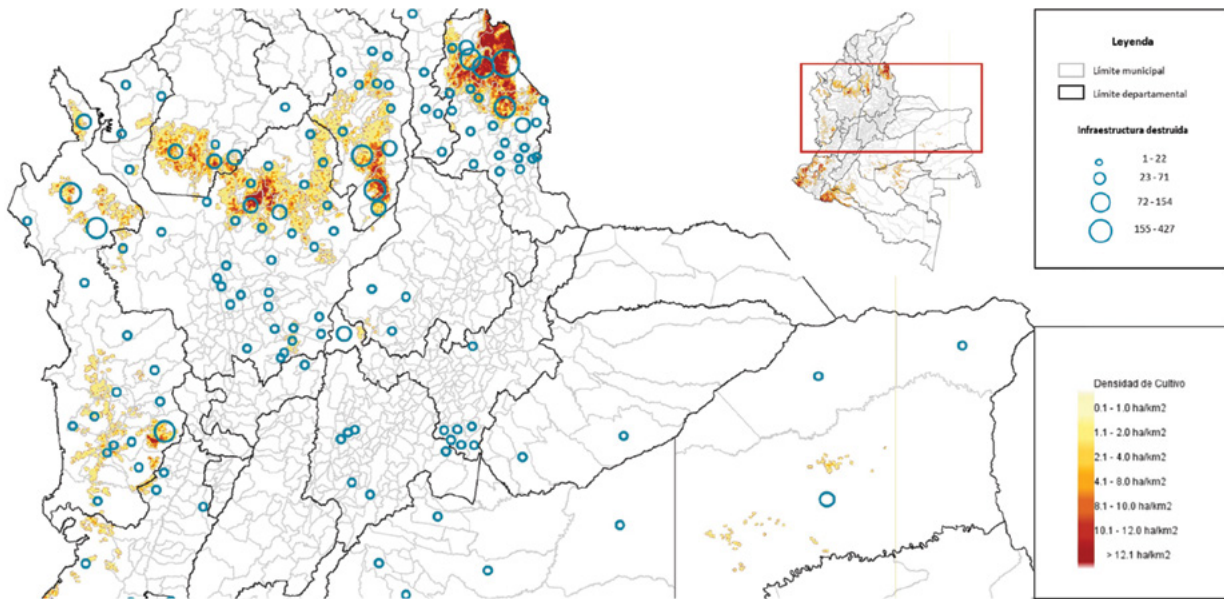 Leyenda
Límite municipal
Límite departamental
Infraestructura destruida
1 - 22
23 - 71
72 - 154
155 - 427
Densidad de Cultivo
0.1 - 1.0 ha/km2
1.1 - 2.0 ha/km2
2.1 - 4.0 ha/km2
4.1 - 8.0 ha/km2
8.1 - 10.0 ha/km2
10.1 - 12.0 ha/km2
> 12.1 ha/km2